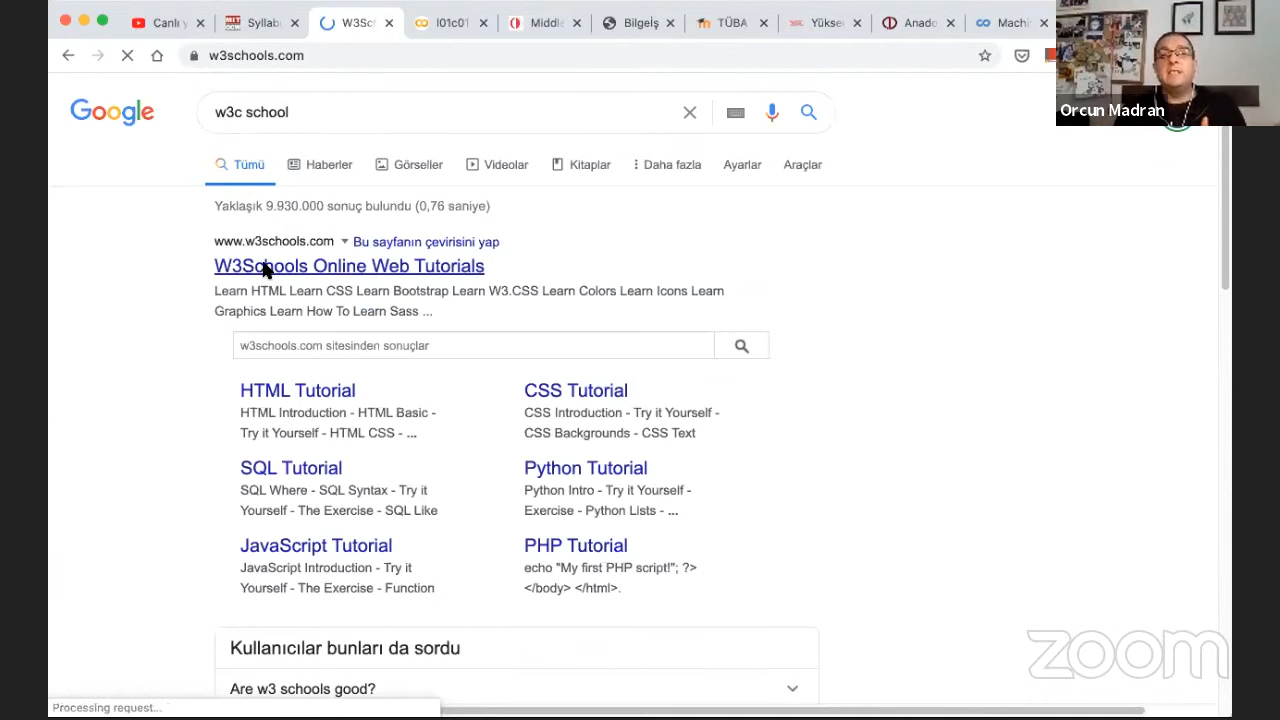 Canlı y
MIT
Syllabu
W3Sch
l01c01
Middle
Bilgeiş
TÜBA
Yükse
Anado
Machi
w3schools.com
Orcun Madran
Google
w3c school
Tümü
Haberler
Görseller
Videolar
Kitaplar
Daha fazla
Ayarlar
Araçlar
Yaklaşık 9.930.000 sonuç bulundu (0,76 saniye)
www.w3schools.com
Bu sayfanın çevirisini yap
W3Schools Online Web Tutorials
Learn HTML Learn CSS Learn Bootstrap Learn W3.CSS Learn Colors Learn Icons Learn
Graphics Learn How To Learn Sass ...
w3schools.com sitesinden sonuçlar
HTML Tutorial
HTML Introduction - HTML Basic -
Try it Yourself - HTML CSS - ...
CSS Tutorial
CSS Introduction - Try it Yourself -
CSS Backgrounds - CSS Text
SQL Tutorial
SQL Where - SQL Syntax - Try it
Yourself - The Exercise - SQL Like
Python Tutorial
Python Intro - Try it Yourself -
Exercise - Python LIsts - ...
JavaScript Tutorial
JavaScript Introduction - Try it
Yourself - The Exercise - Function
PHP Tutorial
echo "My first PHP script!"; ?>
</body> </html>.
Kullanıcılar bunları da sordu
Are w3 schools good?
Processing request...
zoom